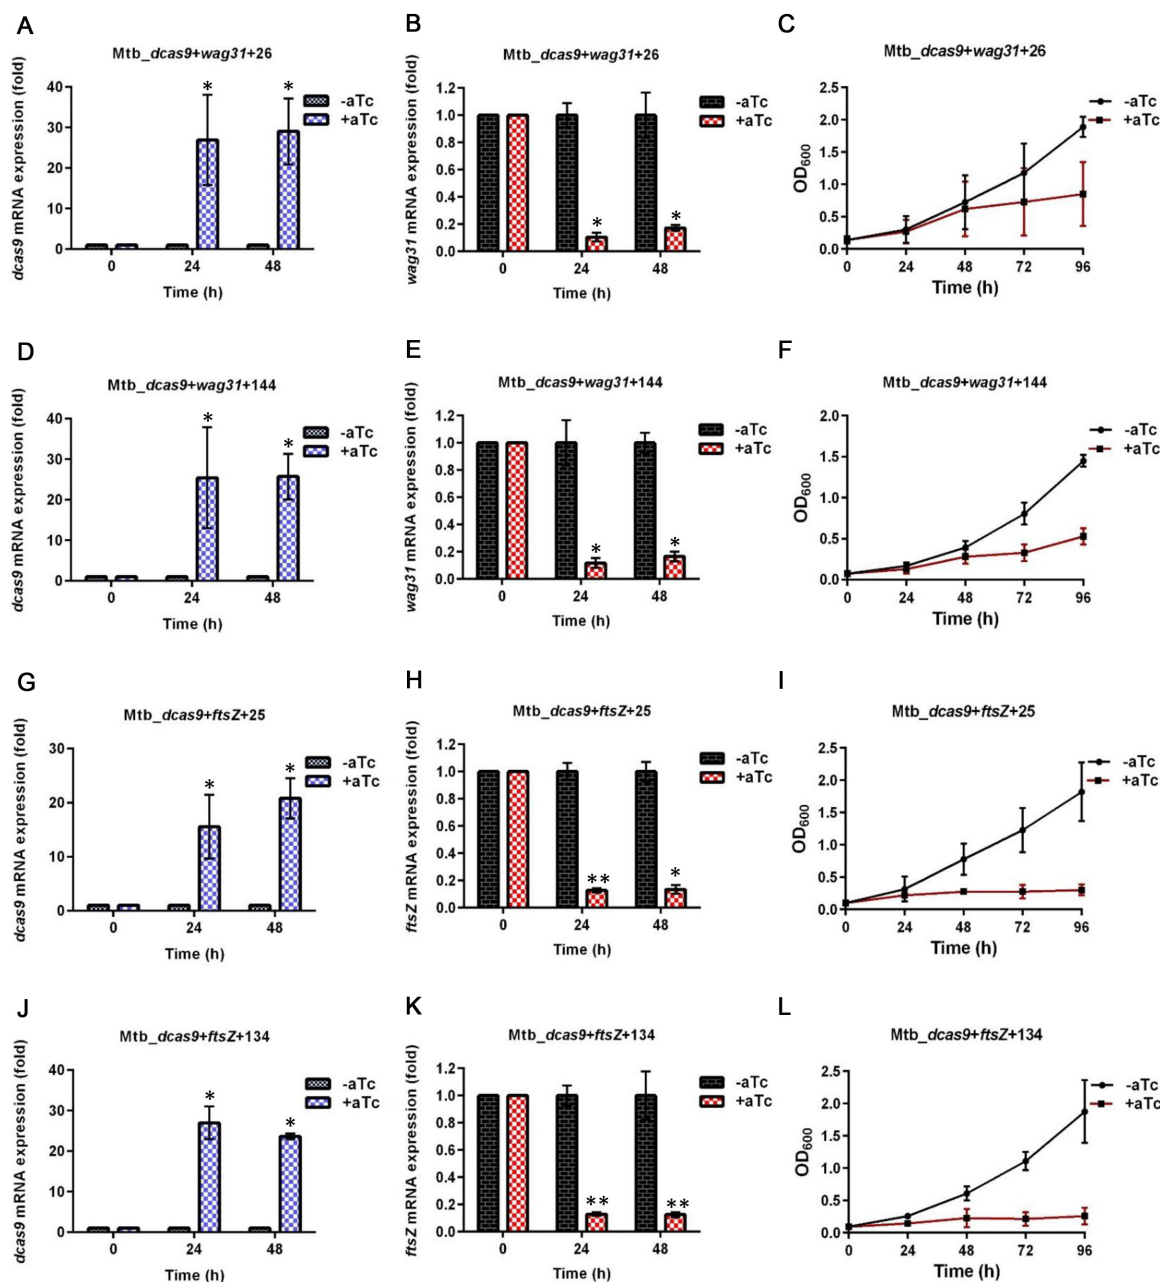 A
Mtb_dcas9+wag31+26
dcas9 mRNA expression (fold)
40
30
20
10
0
0
24
48
Time (h)
-aTc
+aTc
B
Mtb_dcas9+wag31+26
wag31 mRNA expression (fold)
1.2
1.0
0.8
0.6
0.4
0.2
0.0
0
24
48
Time (h)
-aTc
+aTc
* *
* *
C
Mtb_dcas9+wag31+26
OD600
2.5
2.0
1.5
1.0
0.5
0.0
0
24
48
72
96
Time (h)
-aTc
+aTc
D
Mtb_dcas9+wag31+144
dcas9 mRNA expression (fold)
40
30
20
10
0
0
24
48
Time (h)
-aTc
+aTc
* *
E
Mtb_dcas9+wag31+144
wag31 mRNA expression (fold)
1.2
1.0
0.8
0.6
0.4
0.2
0.0
0
24
48
Time (h)
-aTc
+aTc
* *
F
Mtb_dcas9+wag31+144
OD600
2.0
1.5
1.0
0.5
0.0
0
24
48
72
96
Time (h)
-aTc
+aTc
G
Mtb_dcas9+ftsZ+25
dcas9 mRNA expression (fold)
30
20
10
0
0
24
48
Time (h)
-aTc
+aTc
* *
H
Mtb_dcas9+ftsZ+25
ftsZ mRNA expression (fold)
1.2
1.0
0.8
0.6
0.4
0.2
0.0
0
24
48
Time (h)
-aTc
+aTc
** *
I
Mtb_dcas9+ftsZ+25
OD600
2.5
2.0
1.5
1.0
0.5
0.0
0
24
48
72
96
Time (h)
-aTc
+aTc
J
Mtb_dcas9+ftsZ+134
dcas9 mRNA expression (fold)
40
30
20
10
0
0
24
48
Time (h)
-aTc
+aTc
* *
K
Mtb_dcas9+ftsZ+134
ftsZ mRNA expression (fold)
1.2
1.0
0.8
0.6
0.4
0.2
0.0
0
24
48
Time (h)
-aTc
+aTc
** **
L
Mtb_dcas9+ftsZ+134
OD600
2.5
2.0
1.5
1.0
0.5
0.0
0
24
48
72
96
Time (h)
-aTc
+aTc